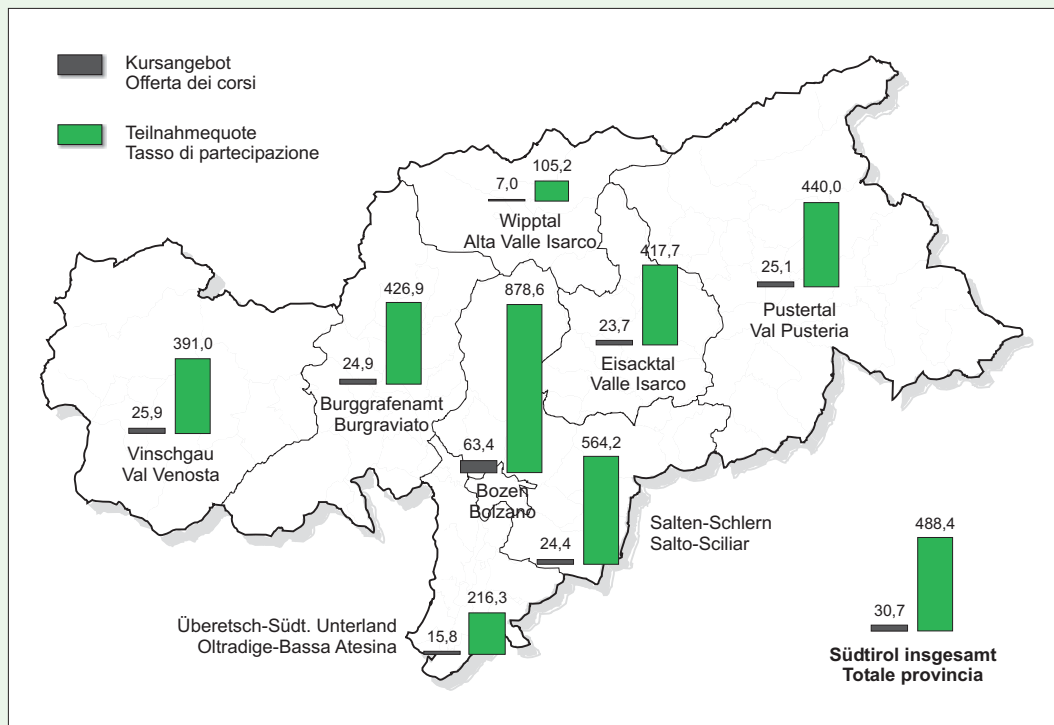 Kursangebot
Offerta dei corsi
Teilnahmequote
Tasso di partecipazione
7,0
105,2
Wipptal
Alta Valle Isarco
25,1
440,0
Pustertal
Val Pusteria
23,7
417,7
Eisacktal
Valle Isarco
24,9
426,9
Burggrafenamt
Burgraviato
63,4
878,6
Bozen
Bolzano
25,9
391,0
Vinschgau
Val Venosta
24,4
564,2
Salten-Schlern
Salto-Sciliar
15,8
216,3
Überetsch-Südt. Unterland
Oltradige-Bassa Atesina
30,7
488,4
Südtirol insgesamt
Totale provincia